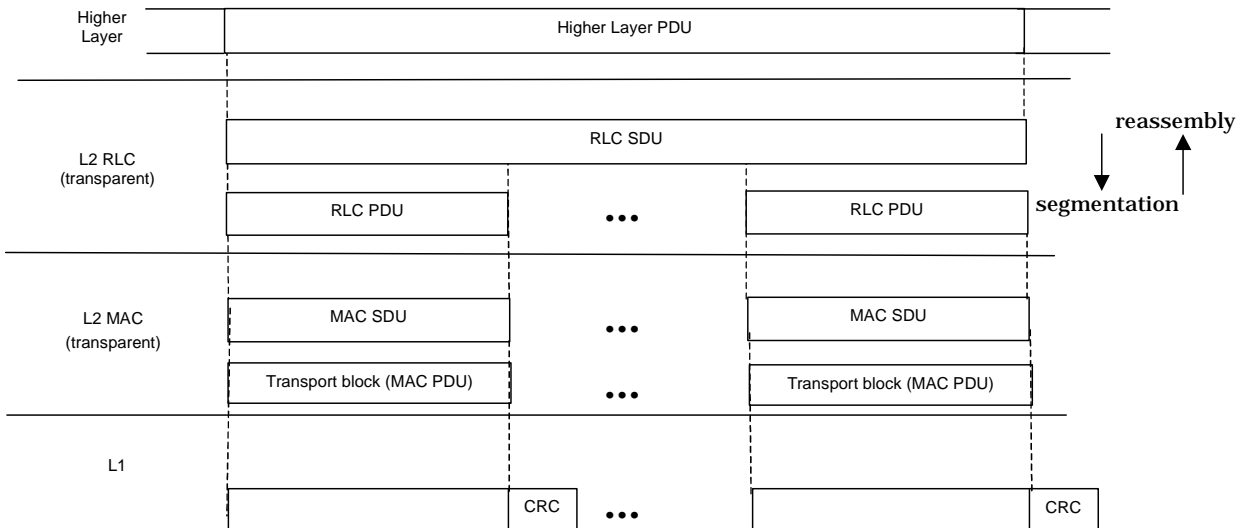 Higher
Layer
Higher Layer PDU
RLC SDU
reassembly
L2 RLC
(transparent)
RLC PDU
•••
RLC PDU
segmentation
L2 MAC
(transparent)
MAC SDU
•••
MAC SDU
Transport block (MAC PDU)
•••
Transport block (MAC PDU)
L1
CRC
•••
CRC